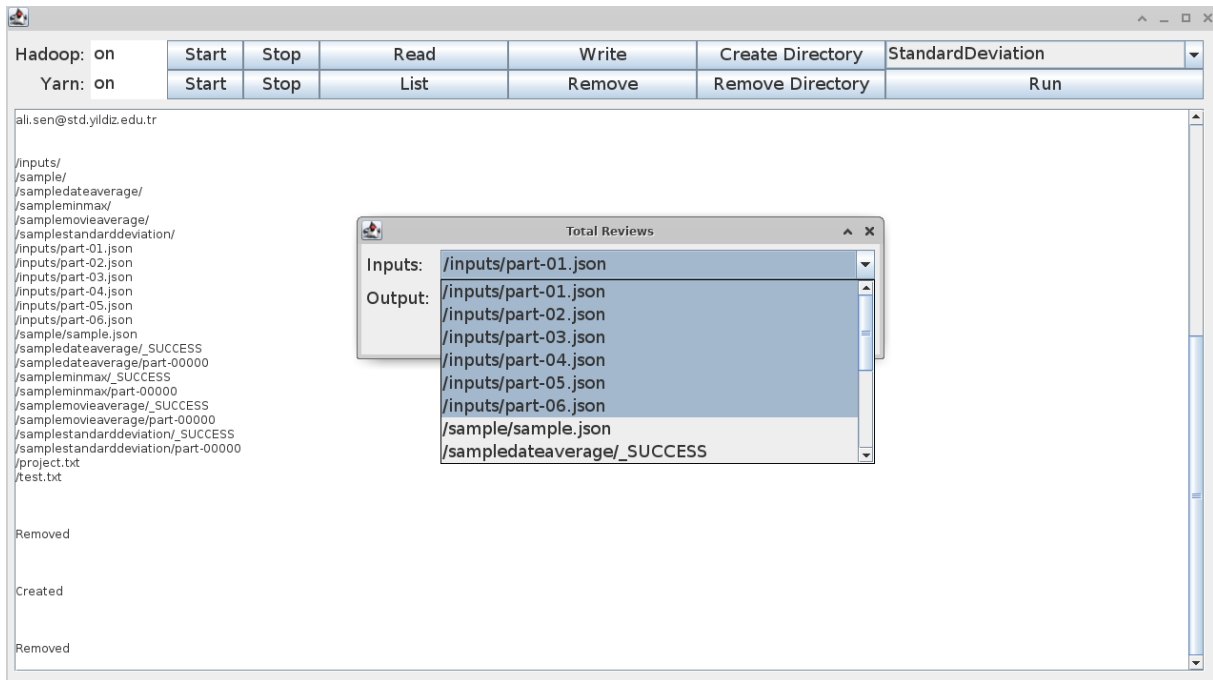 Hadoop: on Start Stop Read Write Create Directory StandardDeviation
Yarn: on Start Stop List Remove Remove Directory Run
ali.sen@std.yildiz.edu.tr
/inputs/
/sample/
/sampledateaverage/
/sampleminmax/
/samplemovieaverage/
/samplestandarddeviation/
/inputs/part-01.json
/inputs/part-02.json
/inputs/part-03.json
/inputs/part-04.json
/inputs/part-05.json
/inputs/part-06.json
/sample/sample.json
/sampledateaverage/_SUCCESS
/sampledateaverage/part-00000
/sampleminmax/_SUCCESS
/sampleminmax/part-00000
/samplemovieaverage/_SUCCESS
/samplemovieaverage/part-00000
/samplestandarddeviation/_SUCCESS
/samplestandarddeviation/part-00000
/project.txt
/test.txt
Removed
Created
Removed
Total Reviews
Inputs: /inputs/part-01.json
Output:
/inputs/part-01.json
/inputs/part-02.json
/inputs/part-03.json
/inputs/part-04.json
/inputs/part-05.json
/inputs/part-06.json
/sample/sample.json
/sampledateaverage/_SUCCESS